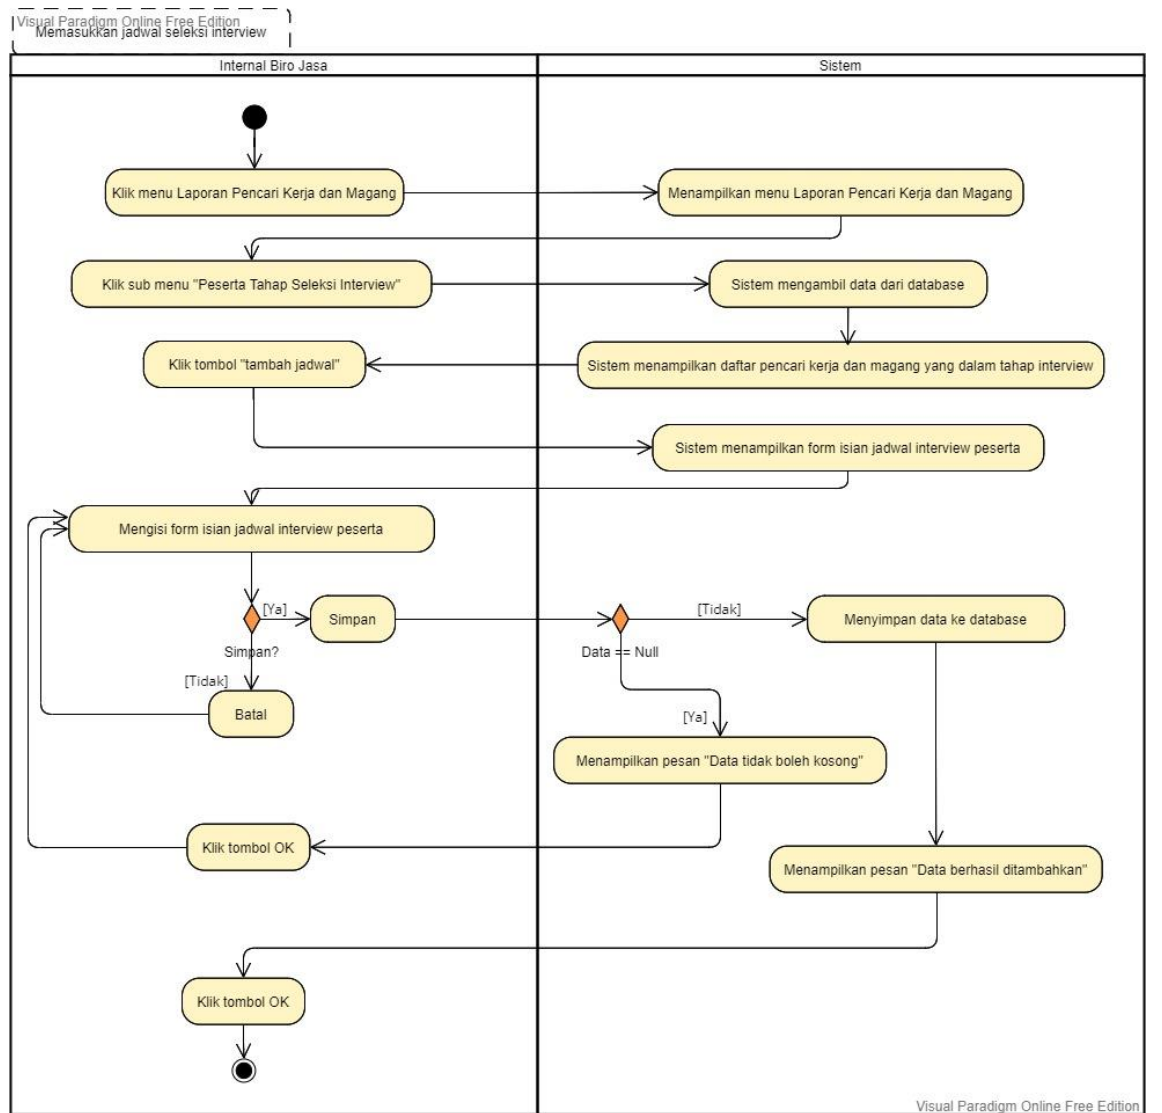 Visual Paradigm Online Free Edition
Memasukkan jadwal seleksi interview
Internal Biro Jasa
Sistem
Klik menu Laporan Pencari Kerja dan Magang
Menampilkan menu Laporan Pencari Kerja dan Magang
Klik sub menu "Peserta Tahap Seleksi Interview"
Sistem mengambil data dari database
Klik tombol "tambah jadwal"
Sistem menampilkan daftar pencari kerja dan magang yang dalam tahap interview
Sistem menampilkan form isian jadwal interview peserta
Mengisi form isian jadwal interview peserta
[Ya]
Simpan
[Tidak]
Menyimpan data ke database
Simpan?
Data == Null
[Tidak]
Batal
[Ya]
Menampilkan pesan "Data tidak boleh kosong"
Klik tombol OK
Menampilkan pesan "Data berhasil ditambahkan"
Klik tombol OK
Visual Paradigm Online Free Edition